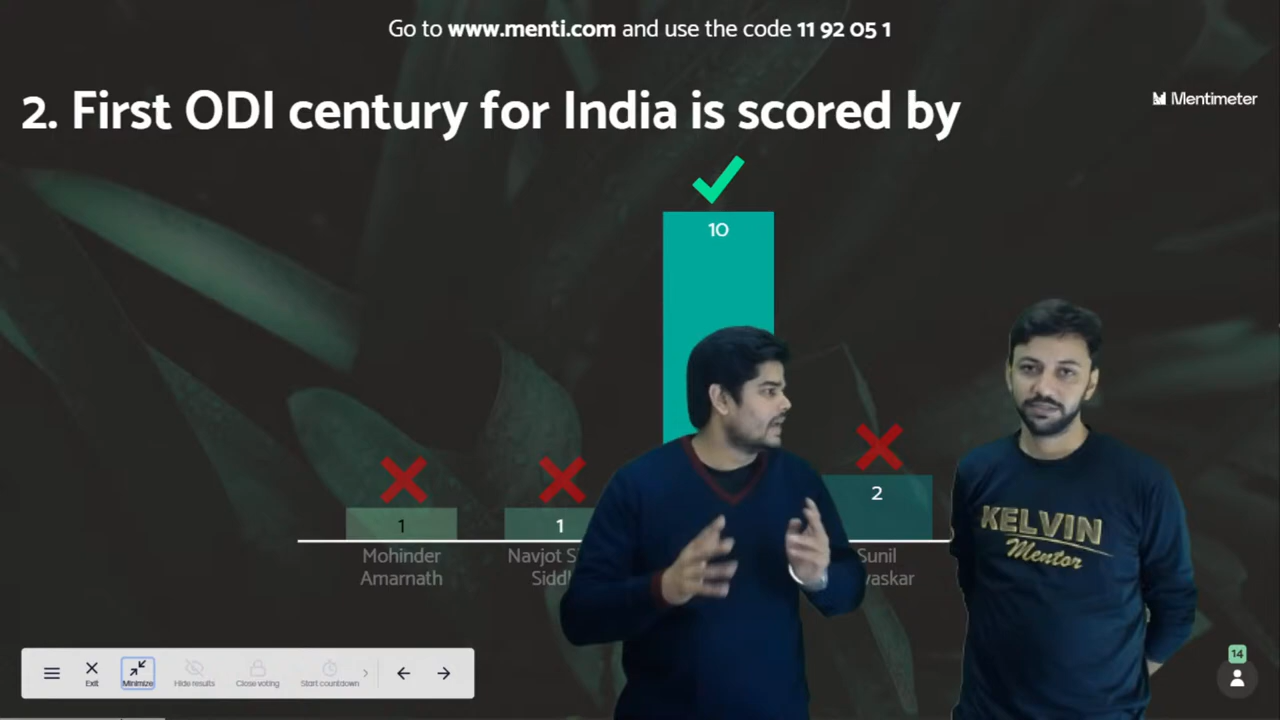 Go to www.menti.com and use the code 11 92 05 1
2. First ODI century for India is scored by
Mentimeter
10
1
1
2
Mohinder
Amarnath
Navjot
Sunil
KELVIN
Mentor
Exit
Minimize
Hide results
Close voting
Start countdown
14